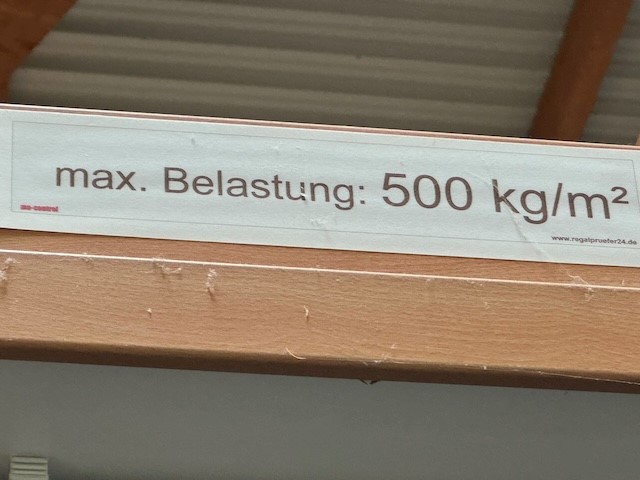 max. Belastung: 500 kg/m²
www.regalpruefer24.de